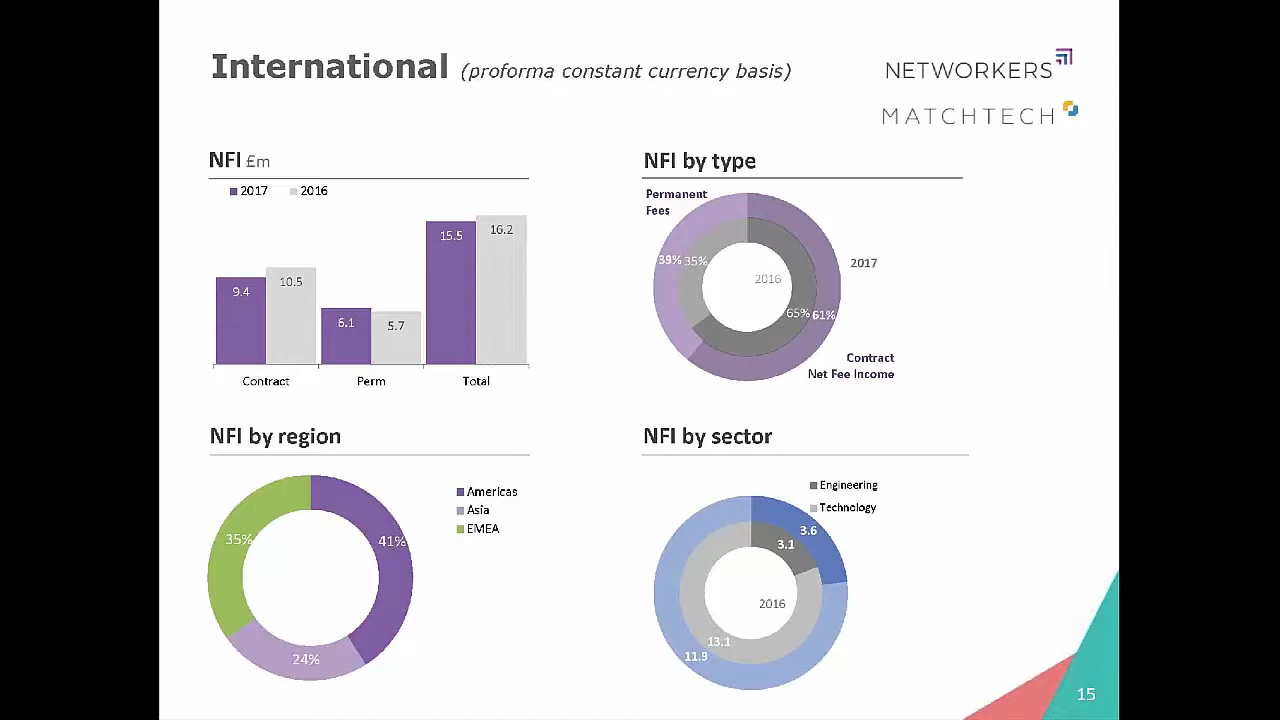 International (proforma constant currency basis)
NETWORKERS
MATCHTECH
NFI £m
2017 2016
9.4
10.5
6.1
5.7
15.5
16.2
Contract Perm Total
NFI by type
Permanent
Fees
39% 35%
2016
2017
65% 61%
Contract
Net Fee Income
NFI by region
35%
41%
24%
Americas
Asia
EMEA
NFI by sector
Engineering
Technology
3.6
3.1
2016
13.1
11.9
15